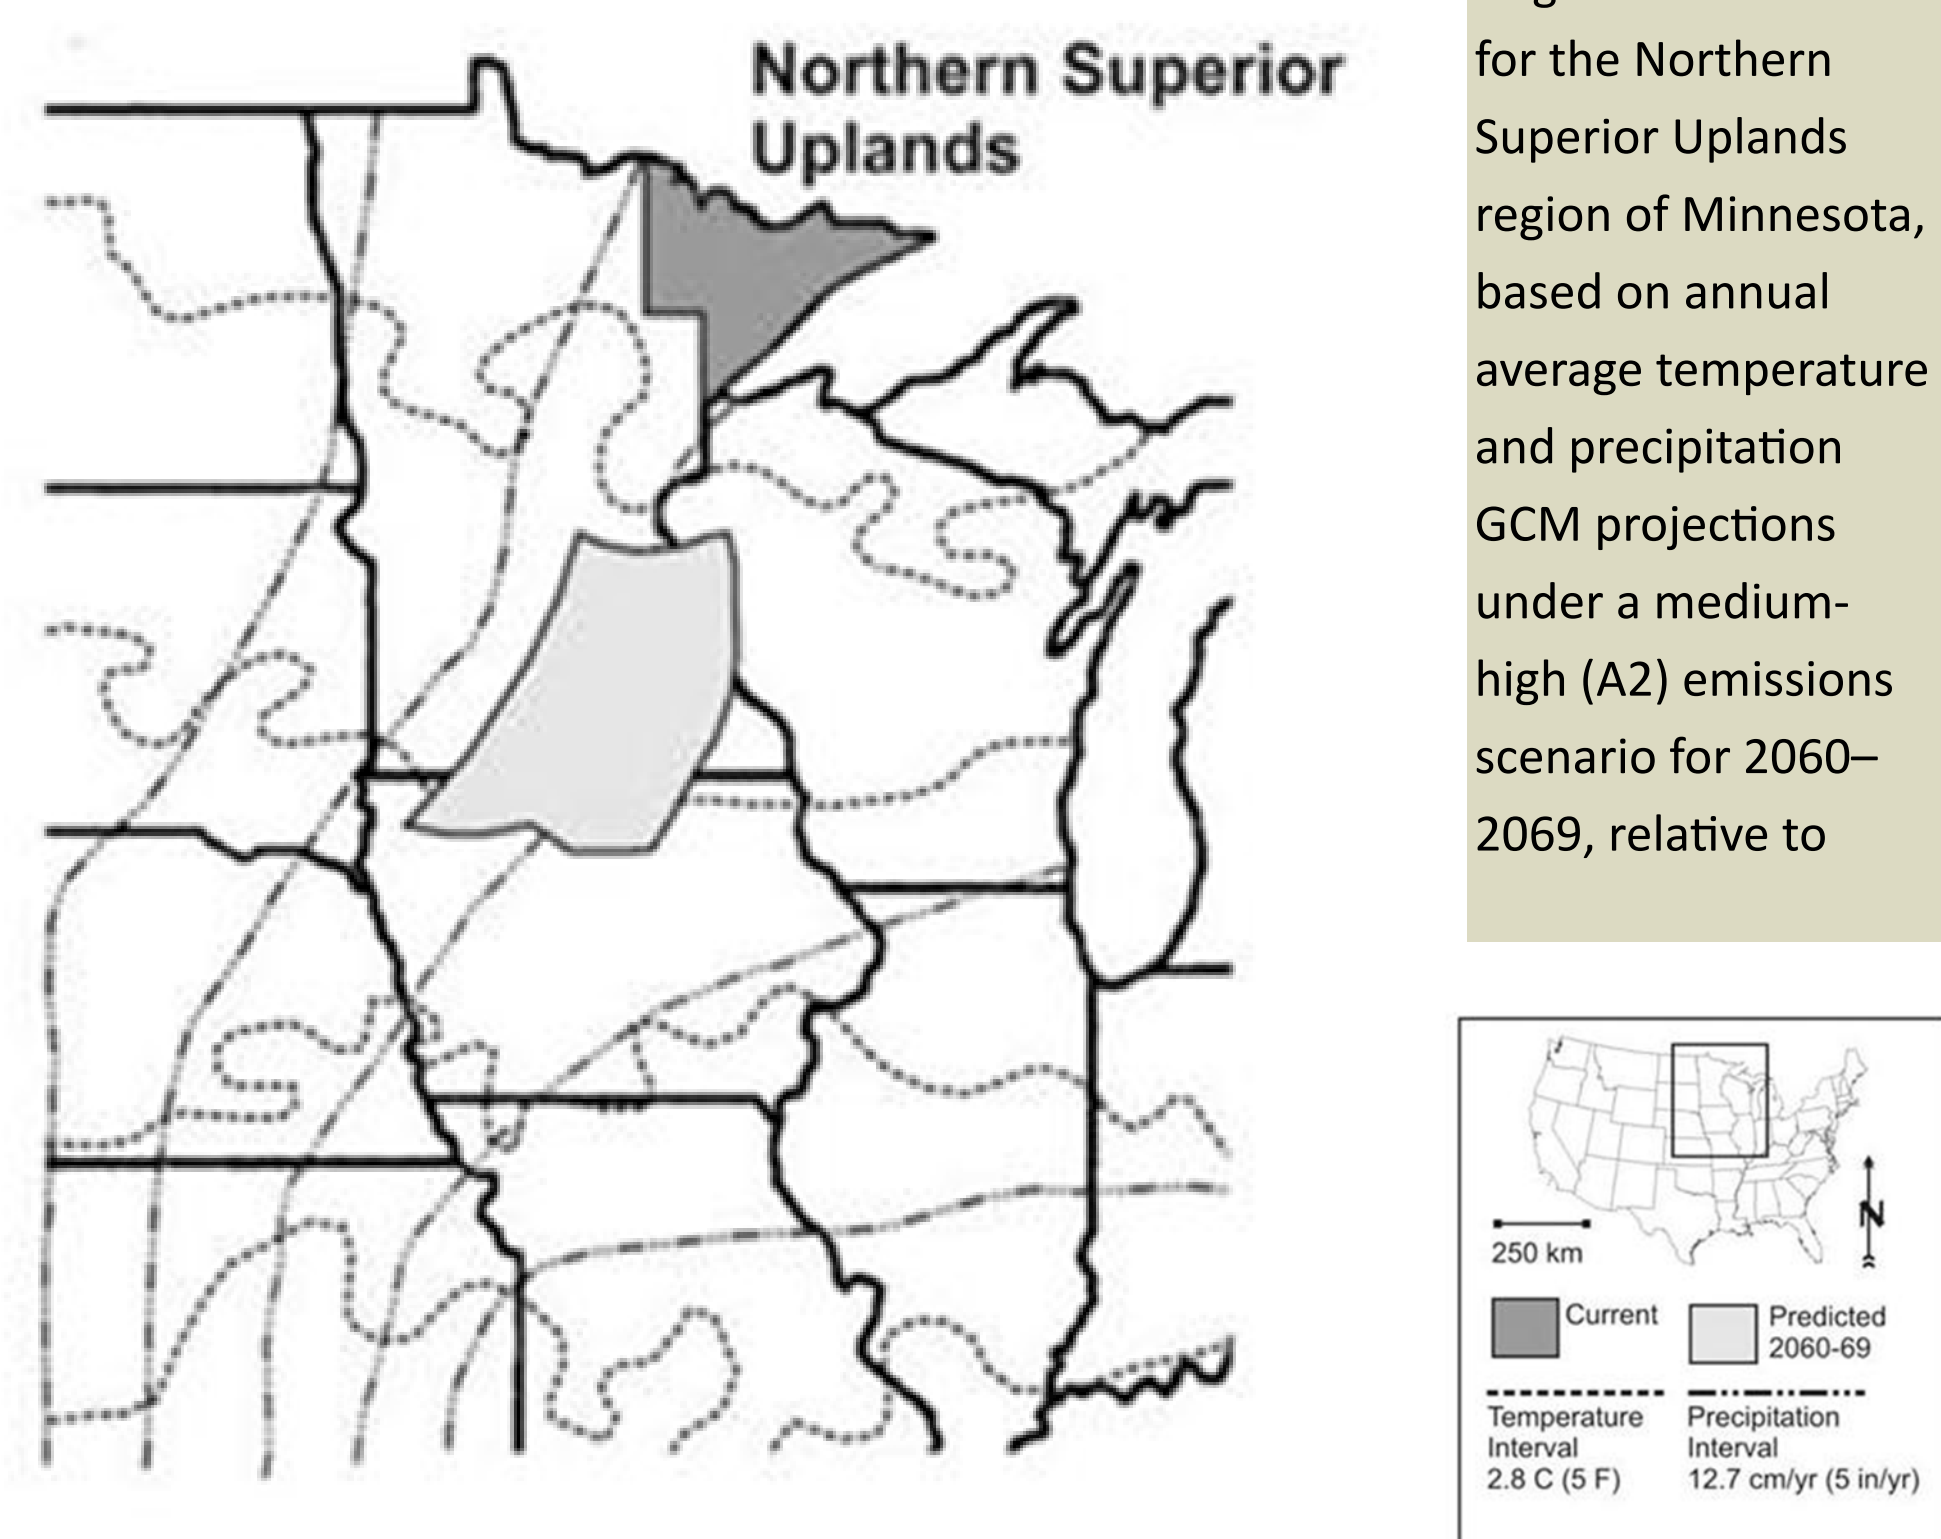 Northern Superior
Uplands
for the Northern
Superior Uplands
region of Minnesota,
based on annual
average temperature
and precipitation
GCM projections
under a medium-
high (A2) emissions
scenario for 2060–
2069, relative to
N
250 km
Current
Predicted
2060-69
Temperature
Interval
2.8 C (5 F)
Precipitation
Interval
12.7 cm/yr (5 in/yr)